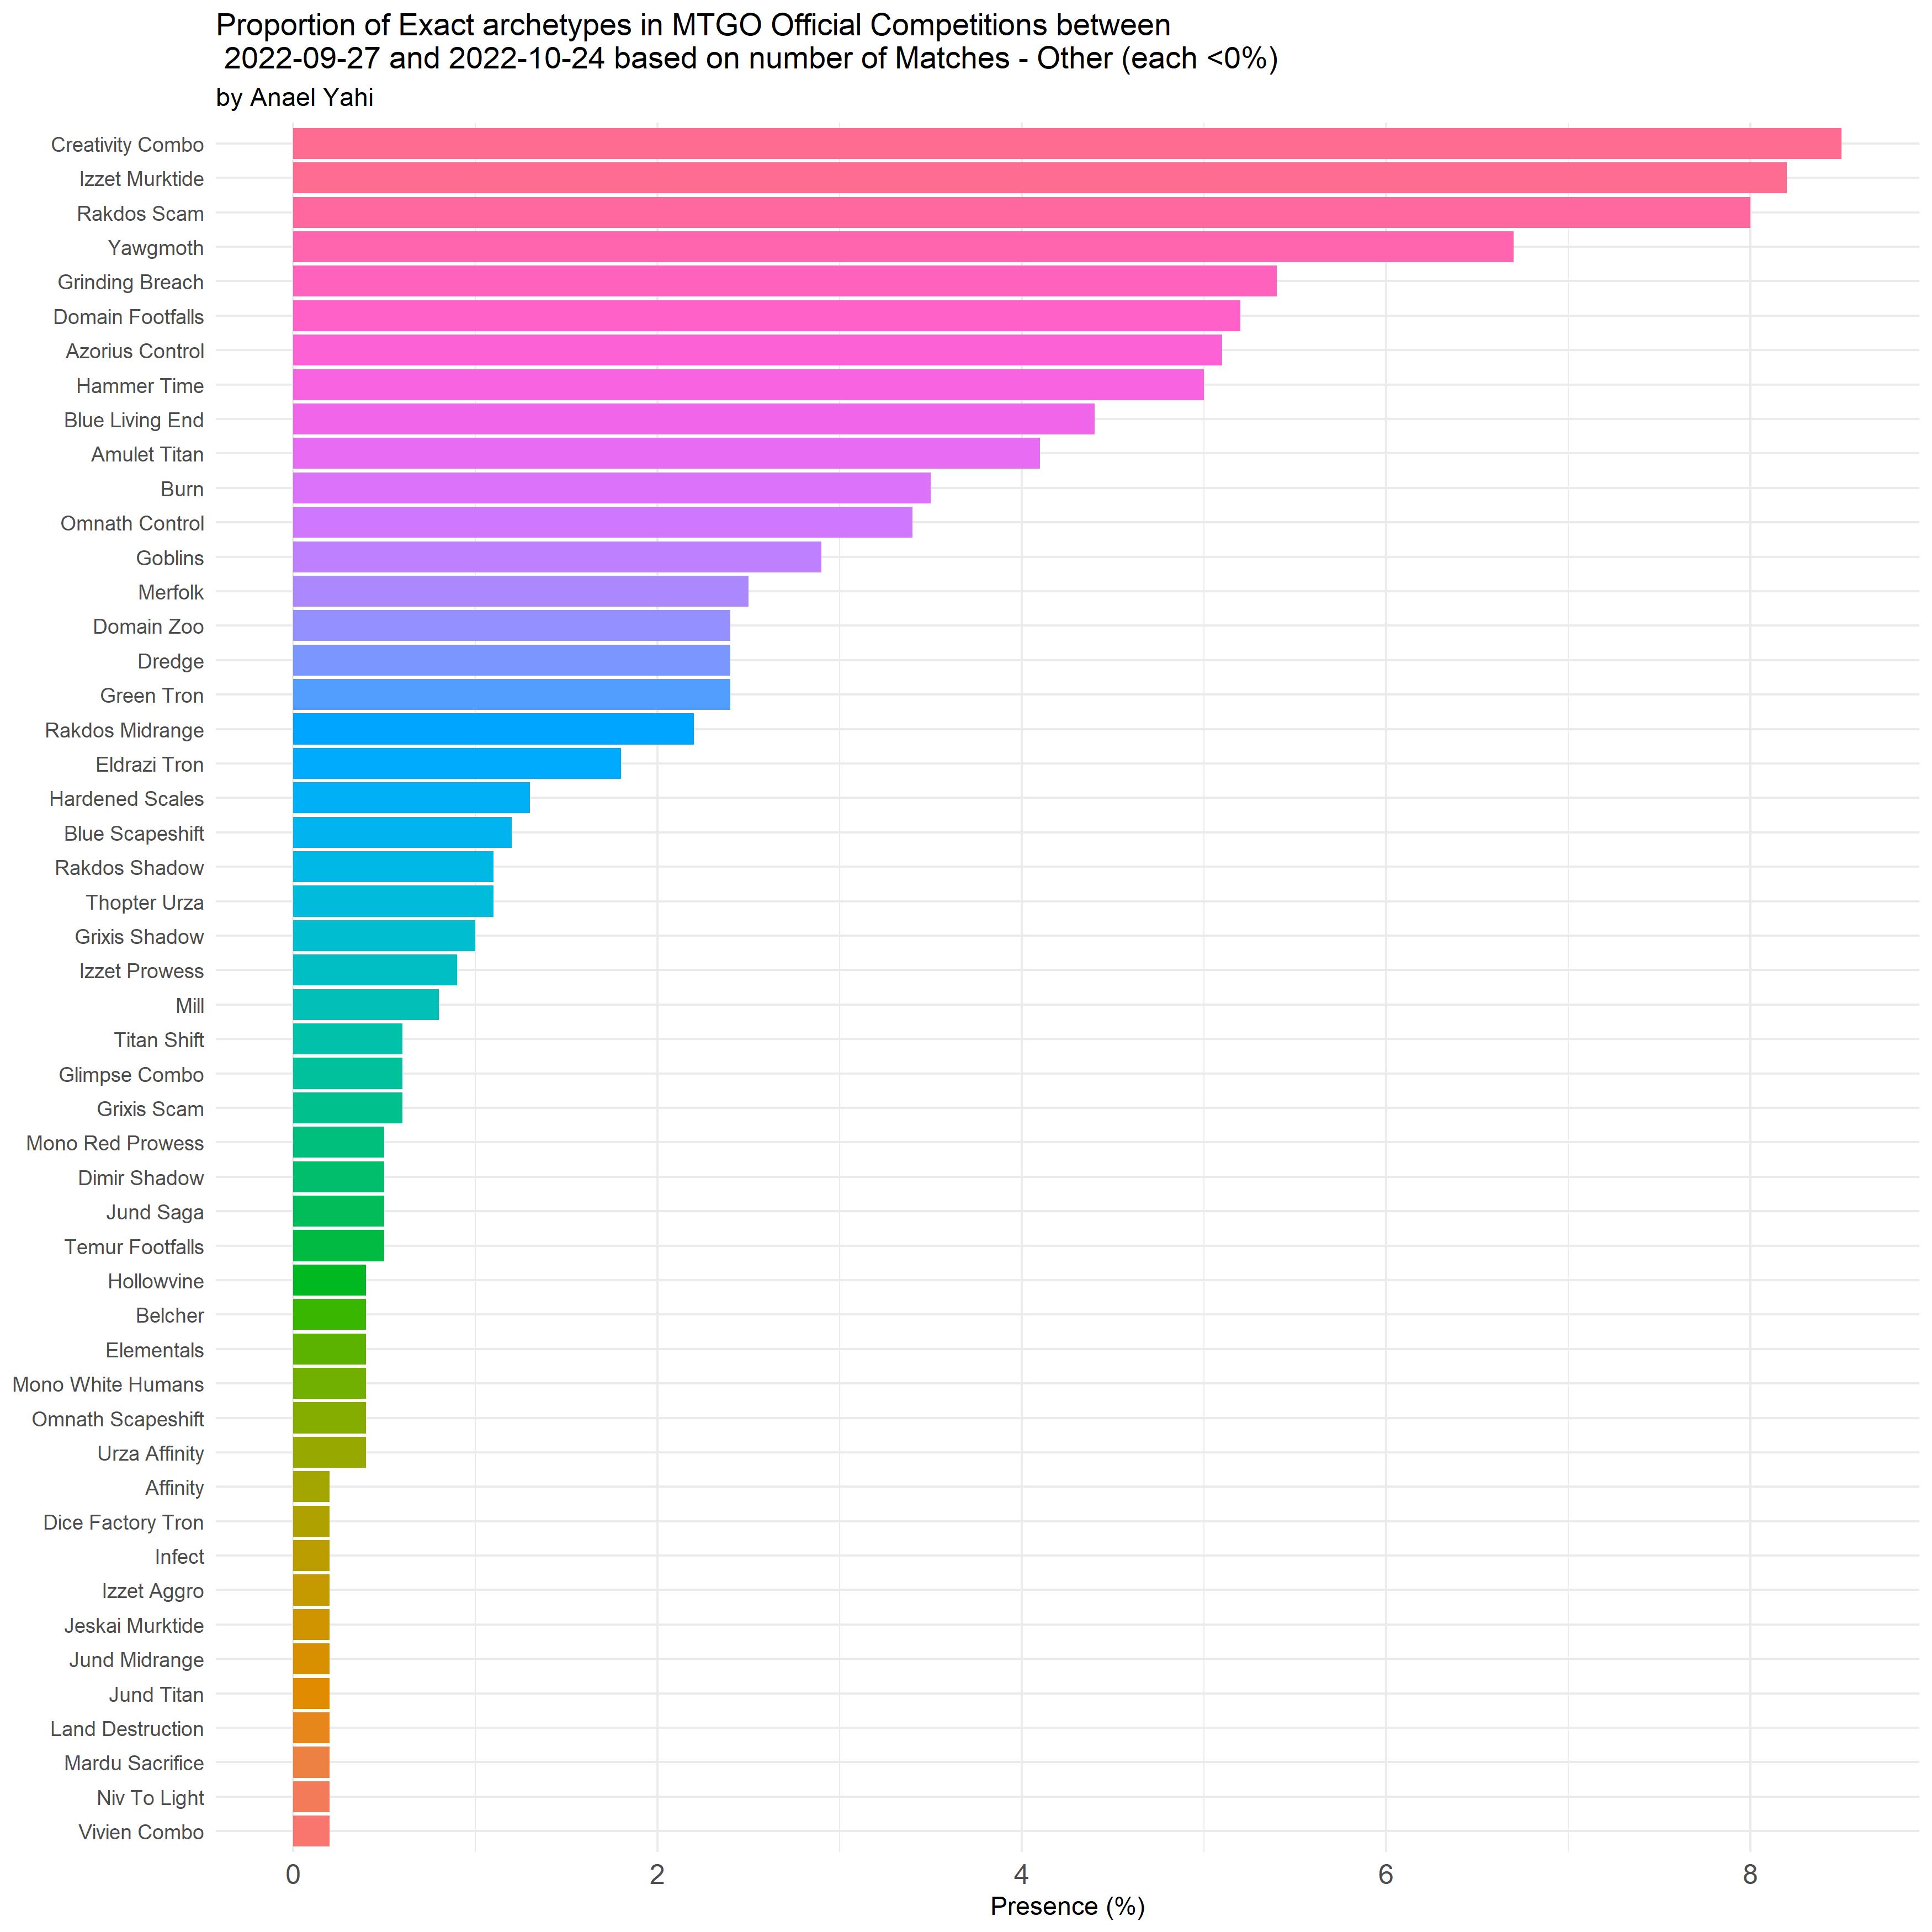 Proportion of Exact archetypes in MTGO Official Competitions between
2022-09-27 and 2022-10-24 based on number of Matches - Other (each <0%)
by Anael Yahi
Creativity Combo
Izzet Murktide
Rakdos Scam
Yawgmoth
Grinding Breach
Domain Footfalls
Azorius Control
Hammer Time
Blue Living End
Amulet Titan
Burn
Omnath Control
Goblins
Merfolk
Domain Zoo
Dredge
Green Tron
Rakdos Midrange
Eldrazi Tron
Hardened Scales
Blue Scapeshift
Rakdos Shadow
Thopter Urza
Grixis Shadow
Izzet Prowess
Mill
Titan Shift
Glimpse Combo
Grixis Scam
Mono Red Prowess
Dimir Shadow
Jund Saga
Temur Footfalls
Hollowvine
Belcher
Elementals
Mono White Humans
Omnath Scapeshift
Urza Affinity
Affinity
Dice Factory Tron
Infect
Izzet Aggro
Jeskai Murktide
Jund Midrange
Jund Titan
Land Destruction
Mardu Sacrifice
Niv To Light
Vivien Combo
0 2 4 6 8
Presence (%)